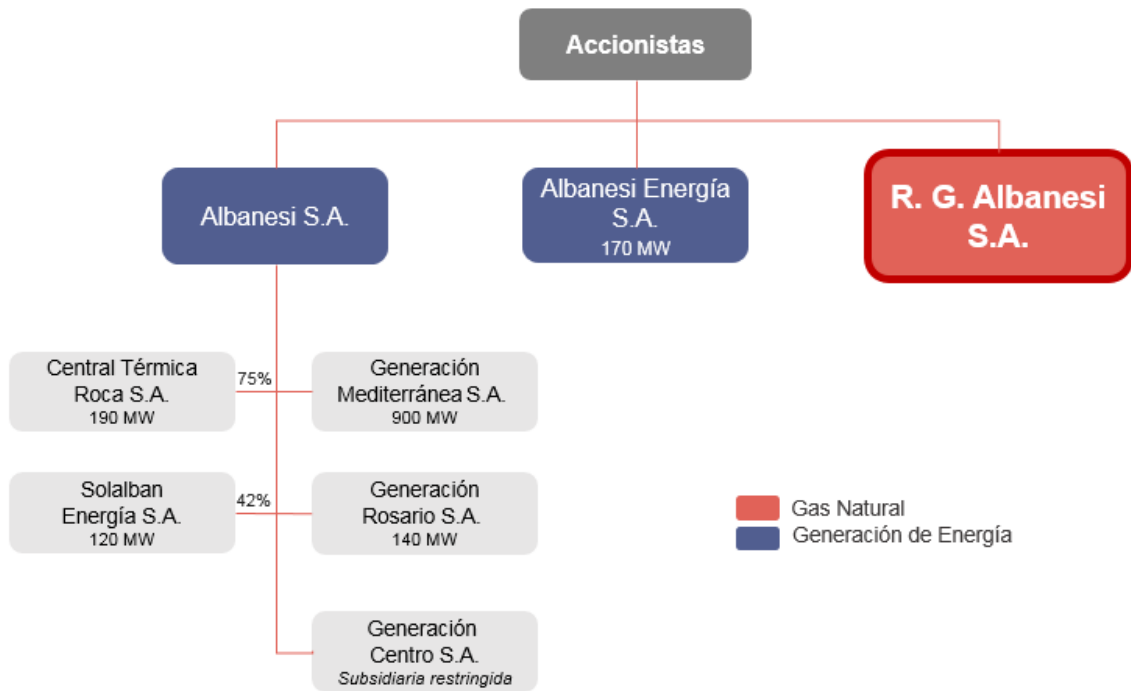 Accionistas
Albanesi S.A.
Albanesi Energía
S.A.
170 MW
R. G. Albanesi
S.A.
Central Térmica
Roca S.A.
190 MW
75%
Generación
Mediterránea S.A.
900 MW
Solalban
Energía S.A.
120 MW
42%
Generación
Rosario S.A.
140 MW
Gas Natural
Generación de Energía
Generación
Centro S.A.
Subsidiaria restringida